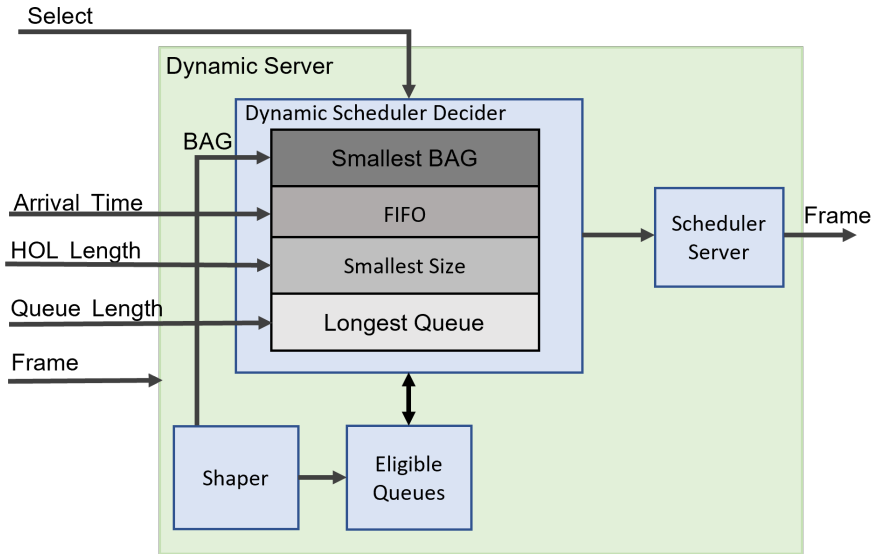 Select
Dynamic Server
Dynamic Scheduler Decider
BAG
Smallest BAG
Arrival Time
FIFO
Scheduler
Server
Frame
HOL Length
Smallest Size
Queue Length
Longest Queue
Frame
Shaper
Eligible
Queues